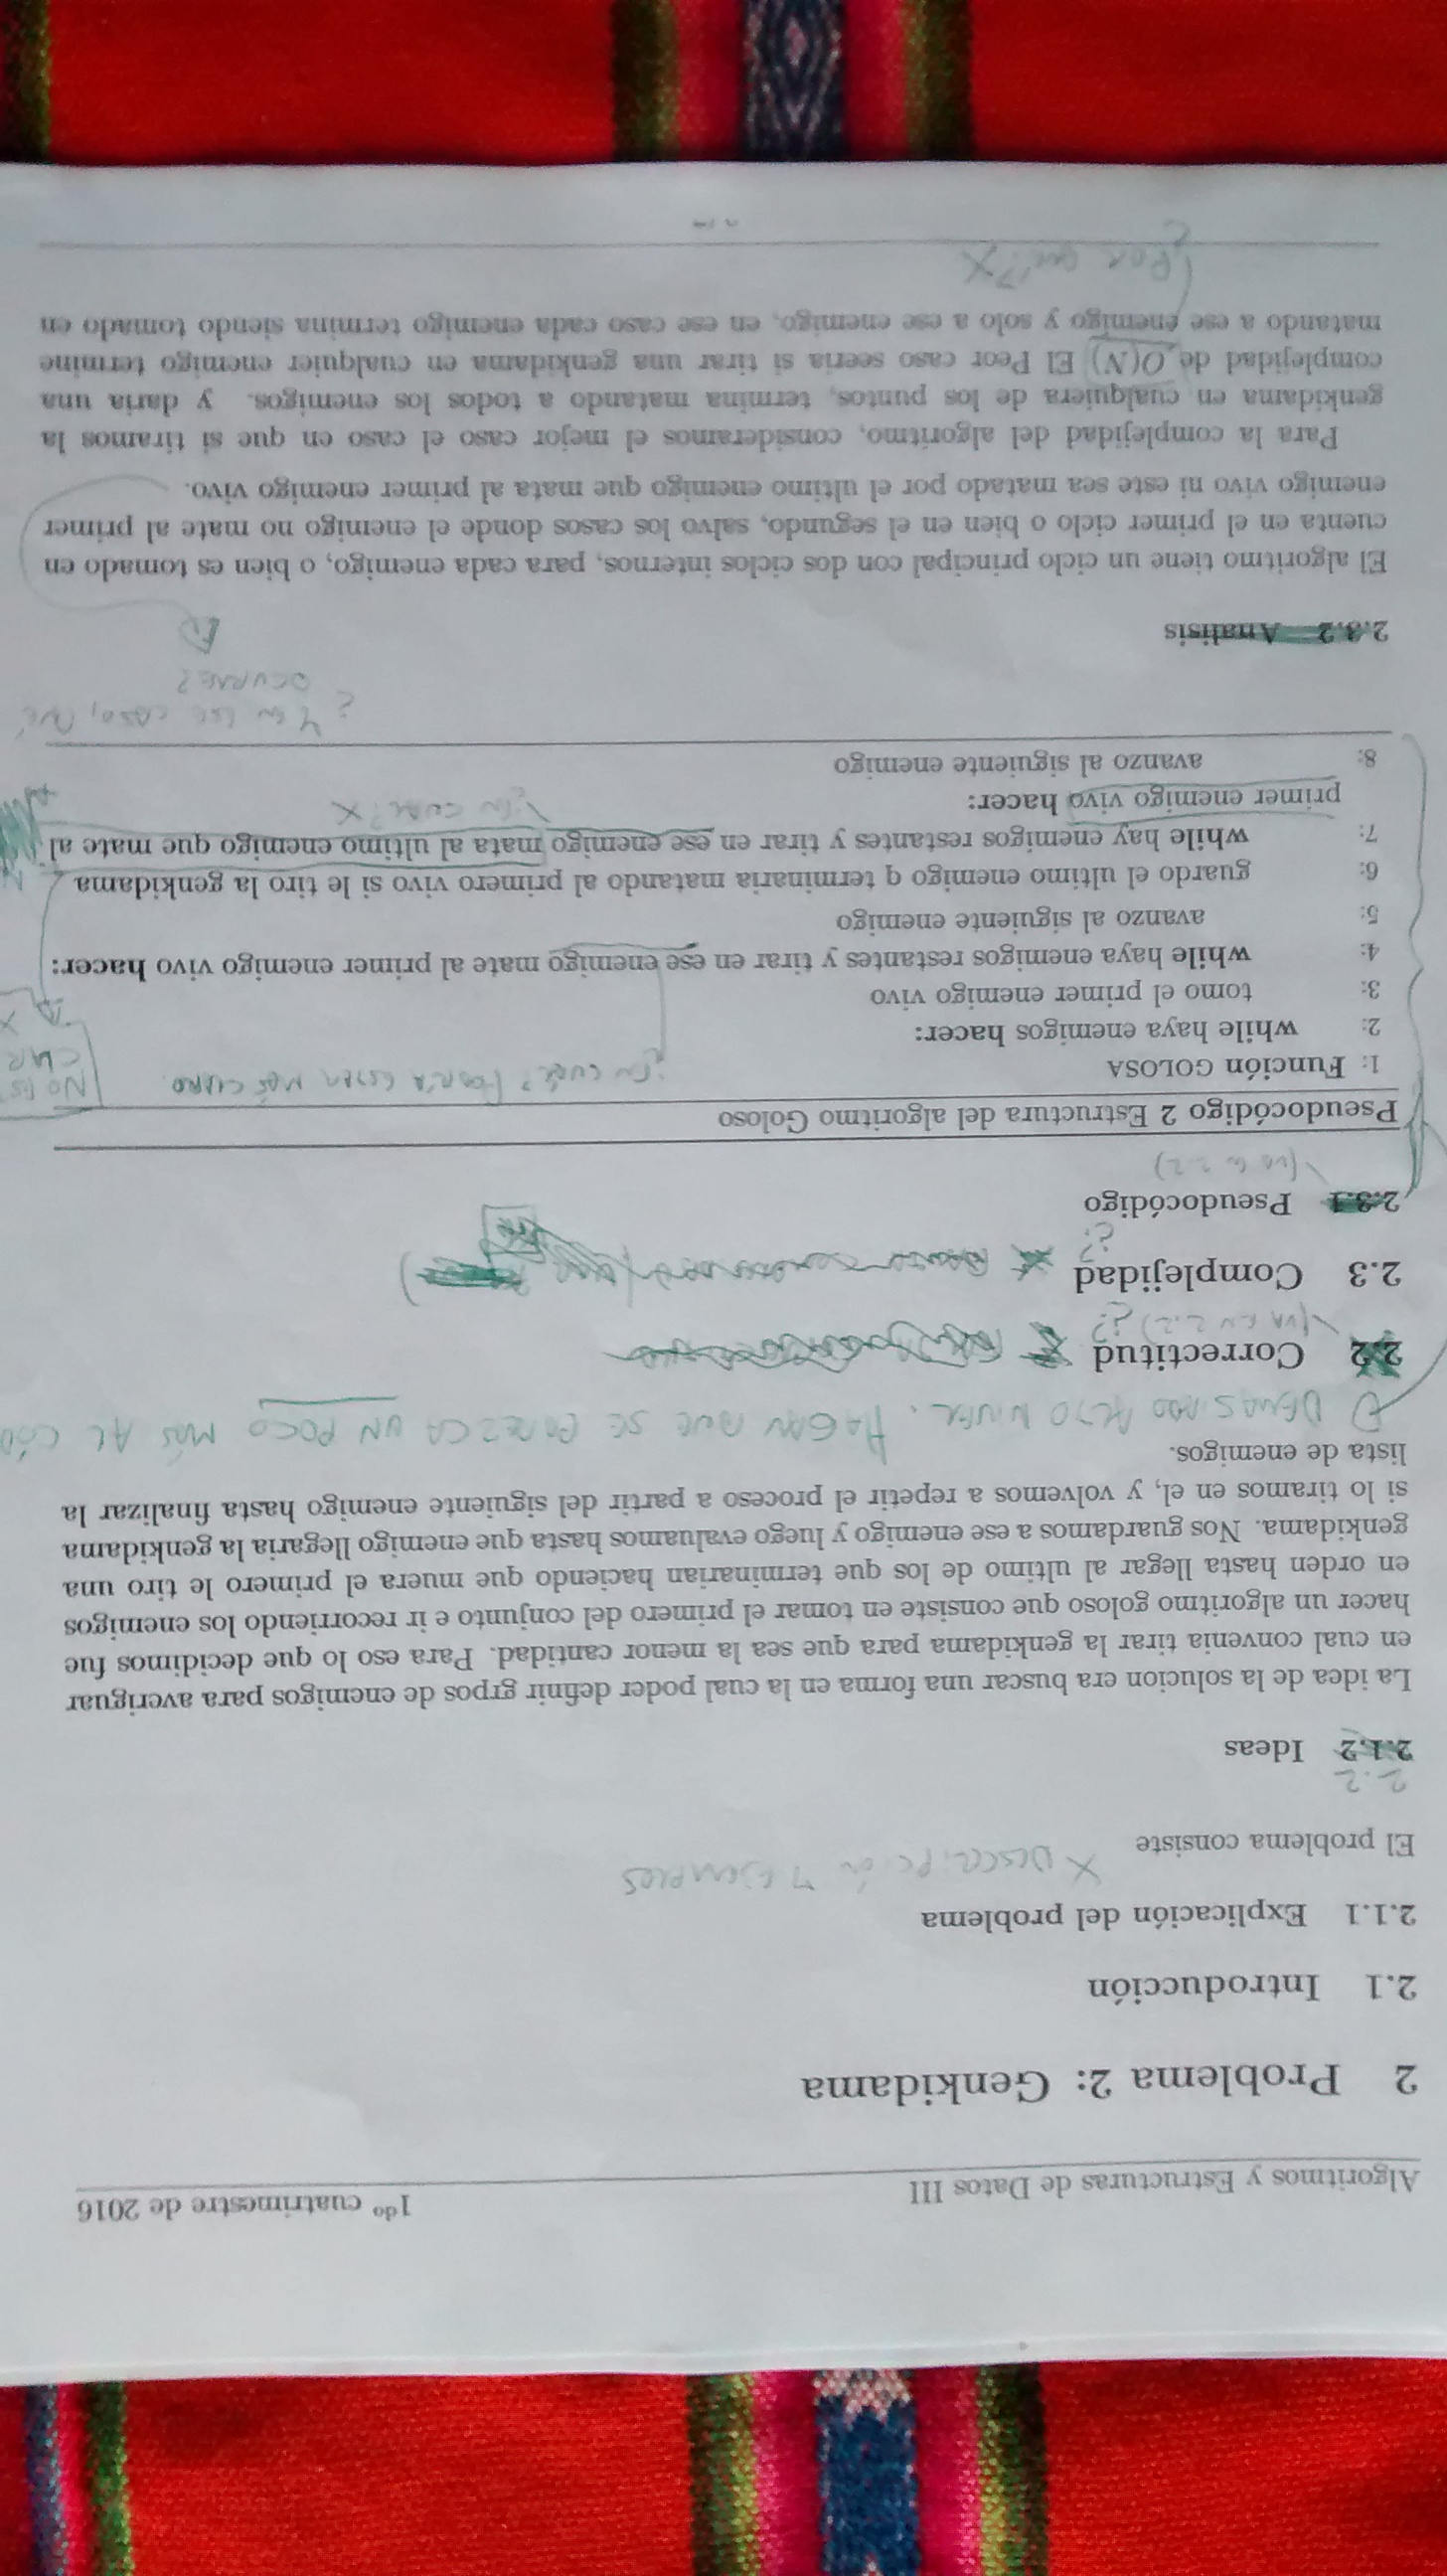 Algoritmos y Estructuras de Datos III 1do cuatrimestre de 2016
2 Problema 2: Genkidama
2.1 Introducción
2.1.1 Explicación del problema
X DESCRIPCIÓN Y EJEMPLOS
El problema consiste
2.2
2.1.2 Ideas
La idea de la solucion era buscar una forma en la cual poder definir grpos de enemigos para averiguar
en cual convenia tirar la genkidama para que sea la menor cantidad. Para eso lo que decidimos fue
hacer un algoritmo goloso que consiste en tomar el primero del conjunto e ir recorriendo los enemigos
en orden hasta llegar al ultimo de los que terminarian haciendo que muera el primero le tiro una
genkidama. Nos guardamos a ese enemigo y luego evaluamos hasta que enemigo llegaria la genkidama
si lo tiramos en el, y volvemos a repetir el proceso a partir del siguiente enemigo hasta finalizar la
lista de enemigos.
DEMASIADO ALTO NIVEL. HAGAN QUE SE PAREZCA UN POCO MÁS AL
2.2 Correctitud ¿?
(VA EN 2.2)
2.3 Complejidad
¿?
2.3.1 Pseudocódigo
(VA EN 2.2)
Pseudocódigo 2 Estructura del algoritmo Goloso
1: Función GOLOSA
¿EN CUÁL? PODRÍA ESTAR MÁS CLARO. NO ES
2: while haya enemigos hacer:
3: tomo el primer enemigo vivo
4: while haya enemigos restantes y tirar en ese enemigo mate al primer enemigo vivo hacer:
5: avanzo al siguiente enemigo
6: guardo el ultimo enemigo q terminaria matando al primero vivo si le tiro la genkidama
7: while hay enemigos restantes y tirar en ese enemigo mata al ultimo enemigo que mate al
primer enemigo vivo hacer:
¿EN CUÁL? X
8: avanzo al siguiente enemigo
¿Y EN ESE CASO, QUÉ
OCURRE?
2.3.2 Analisis
El algoritmo tiene un ciclo principal con dos ciclos internos, para cada enemigo, o bien es tomado en
cuenta en el primer ciclo o bien en el segundo, salvo los casos donde el enemigo no mate al primer
enemigo vivo ni este sea matado por el ultimo enemigo que mata al primer enemigo vivo.
Para la complejidad del algoritmo, consideramos el mejor caso el caso en que si tiramos la
genkidama en cualquiera de los puntos, termina matando a todos los enemigos. y daria una
complejidad de O(N) El Peor caso seeria si tirar una genkidama en cualquier enemigo termine
matando a ese enemigo y solo a ese enemigo, en ese caso cada enemigo termina siendo tomado en
¿POR QUÉ? X